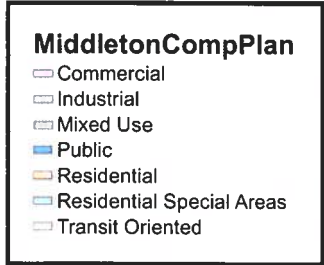 MiddletonCompPlan
Commercial
Industrial
Mixed Use
Public
Residential
Residential Special Areas
Transit Oriented